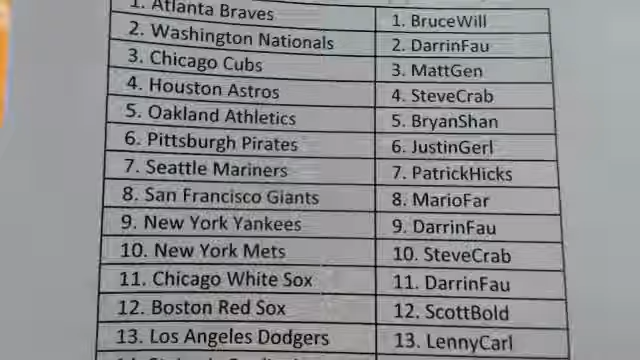 1. Atlanta Braves 1. BruceWill
2. Washington Nationals 2. DarrinFau
3. Chicago Cubs 3. MattGen
4. Houston Astros 4. SteveCrab
5. Oakland Athletics 5. BryanShan
6. Pittsburgh Pirates 6. JustinGerl
7. Seattle Mariners 7. PatrickHicks
8. San Francisco Giants 8. MarioFar
9. New York Yankees 9. DarrinFau
10. New York Mets 10. SteveCrab
11. Chicago White Sox 11. DarrinFau
12. Boston Red Sox 12. ScottBold
13. Los Angeles Dodgers 13. LennyCarl